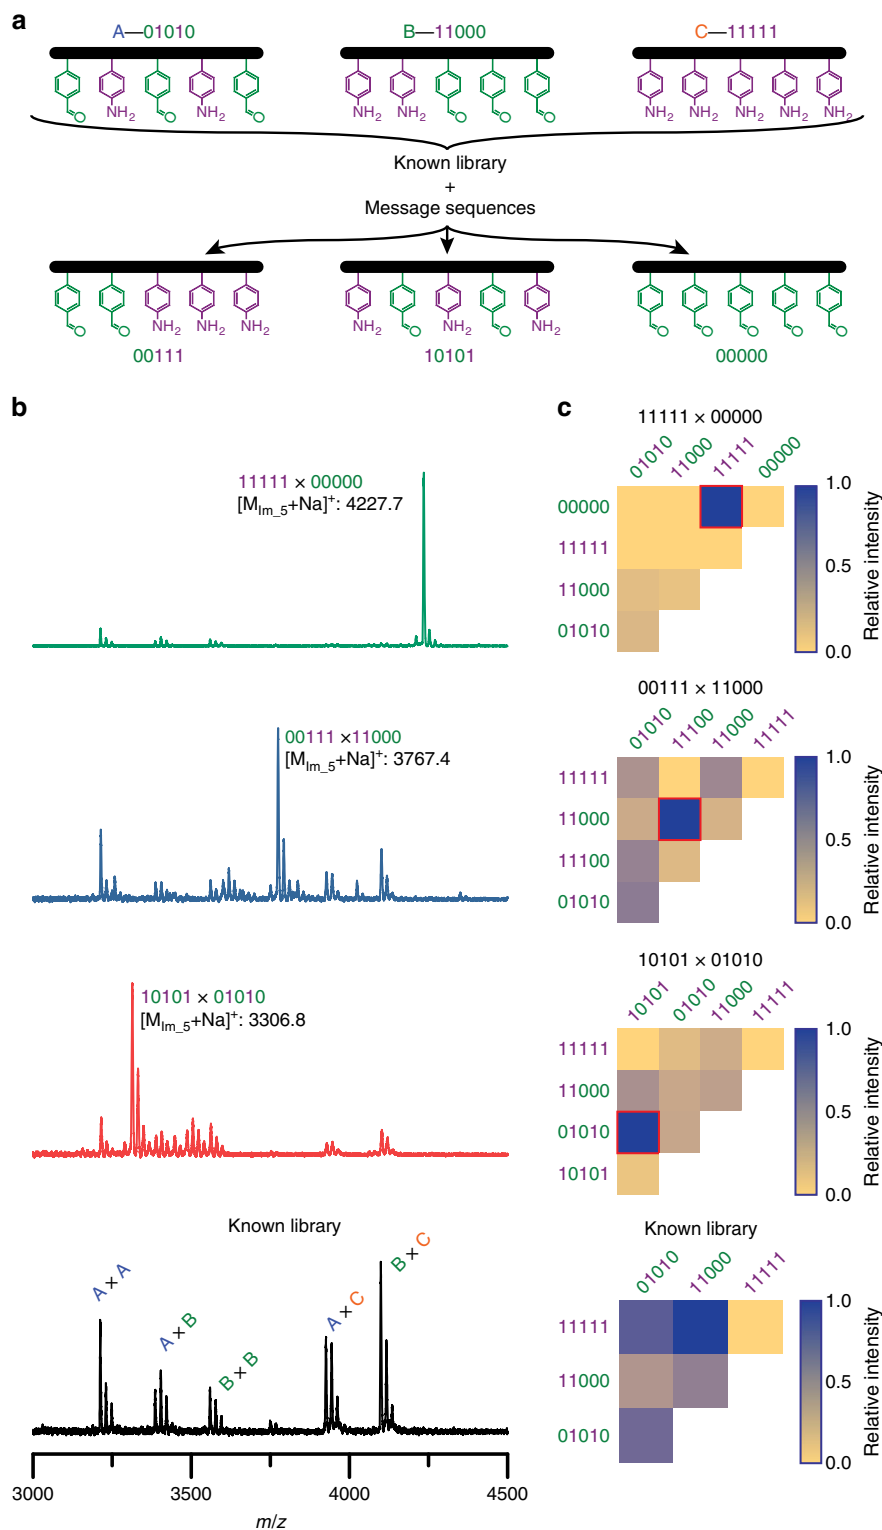 a
A—01010
B—11000
C—11111
O NH2 O NH2 O
NH2 NH2 O O O
NH2 NH2 NH2 NH2 NH2
Known library
+
Message sequences
O O NH2 NH2 NH2
NH2 O NH2 O NH2
O O O O O
00111
10101
00000
b
11111 × 00000
[MIm_5+Na]+: 4227.7
00111 ×11000
[MIm_5+Na]+: 3767.4
10101 × 01010
[MIm_5+Na]+: 3306.8
Known library
A × A
A × B
B × B
A × C
B × C
3000 3500 4000 4500
m/z
c
11111 × 00000
01010 11000 11111 00000
00000
11111
11000
01010
1.0
0.5
0.0
Relative intensity
00111 × 11000
01010 11100 11000 11111
11111
11000
11100
01010
1.0
0.5
0.0
Relative intensity
10101 × 01010
10101 01010 11000 11111
11111
11000
01010
10101
1.0
0.5
0.0
Relative intensity
Known library
01010 11000 11111
11111
11000
01010
1.0
0.5
0.0
Relative intensity